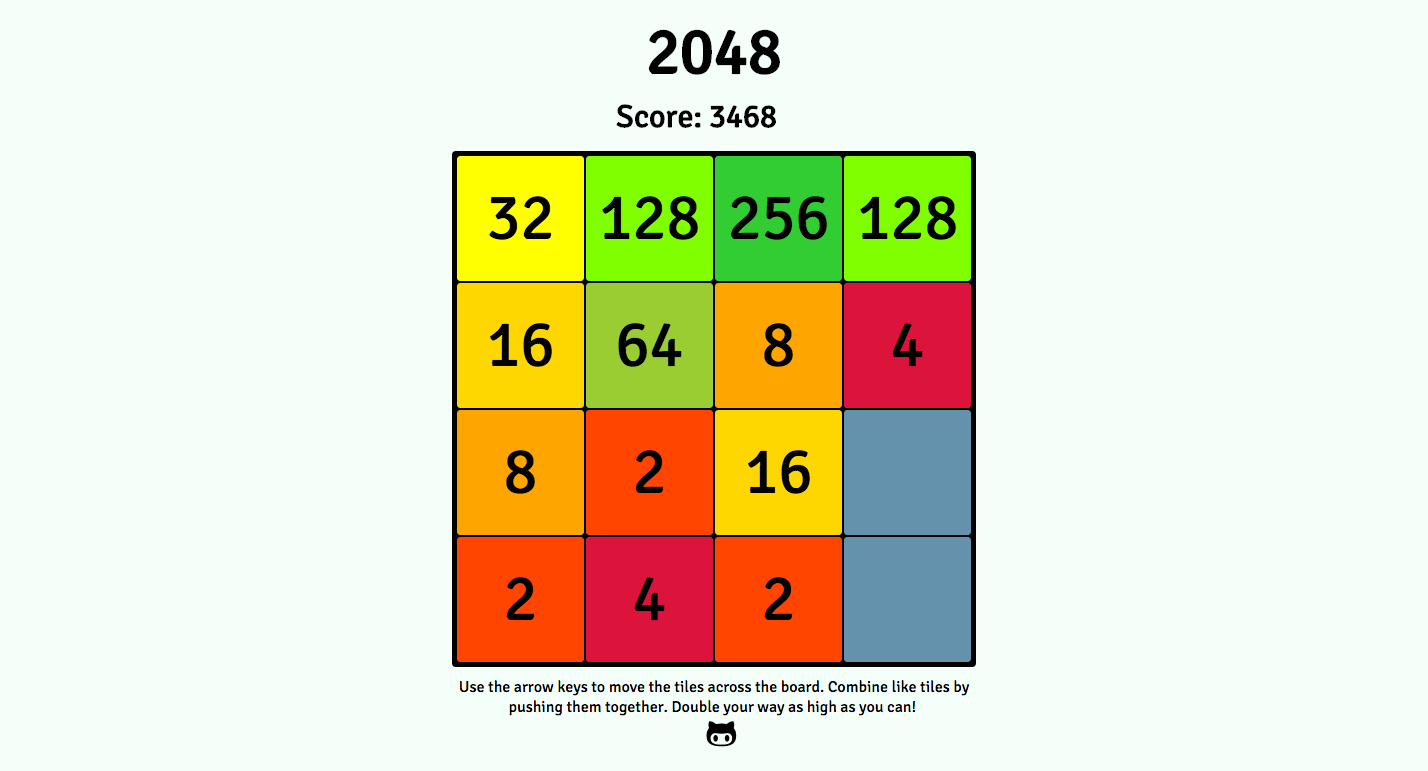 2048
Score: 3468
32 128 256 128
16 64 8 4
8 2 16
2 4 2
Use the arrow keys to move the tiles across the board. Combine like tiles by
pushing them together. Double your way as high as you can!